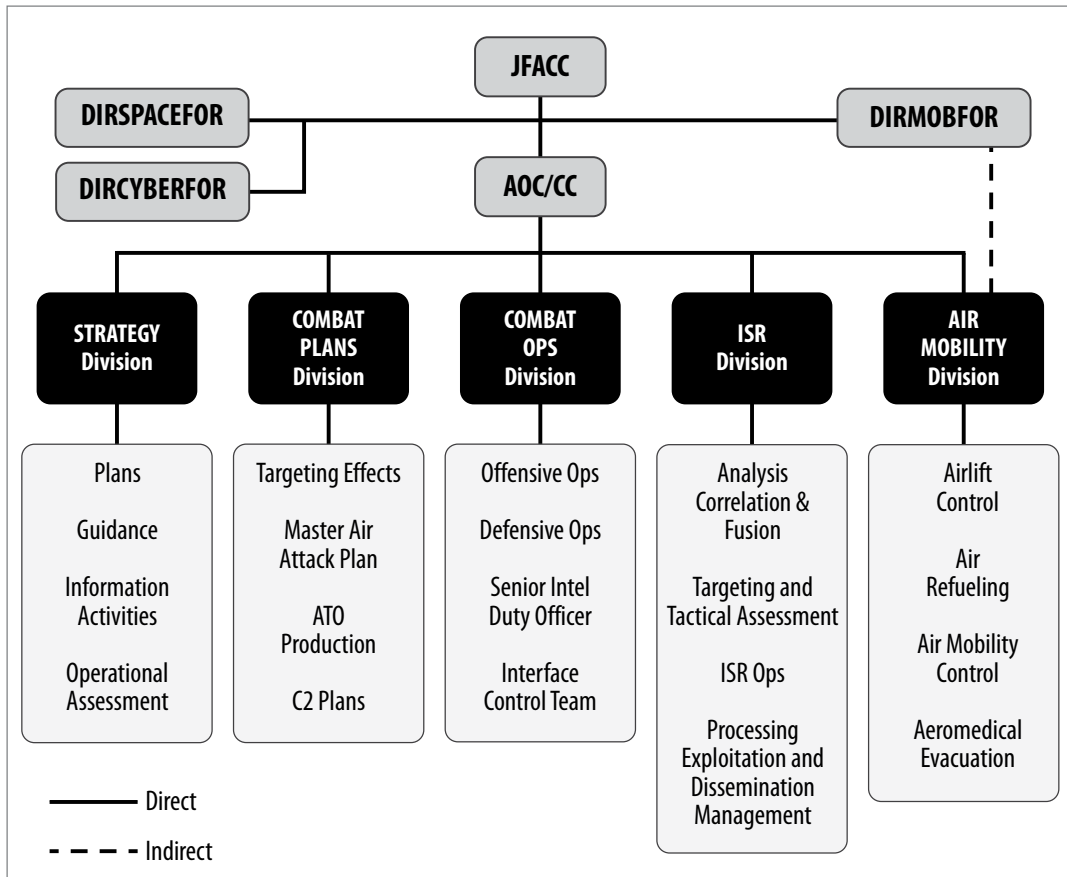 JFACC
DIRSPACEFOR
DIRMOBFOR
DIRCYBERFOR
AOC/CC
STRATEGY
Division
COMBAT
PLANS
Division
COMBAT
OPS
Division
ISR
Division
AIR
MOBILITY
Division
Plans
Guidance
Information
Activities
Operational
Assessment
Targeting Effects
Master Air
Attack Plan
ATO
Production
C2 Plans
Offensive Ops
Defensive Ops
Senior Intel
Duty Officer
Interface
Control Team
Analysis
Correlation &
Fusion
Targeting and
Tactical Assessment
ISR Ops
Processing
Exploitation and
Dissemination
Management
Airlift
Control
Air
Refueling
Air Mobility
Control
Aeromedical
Evacuation
Direct
Indirect